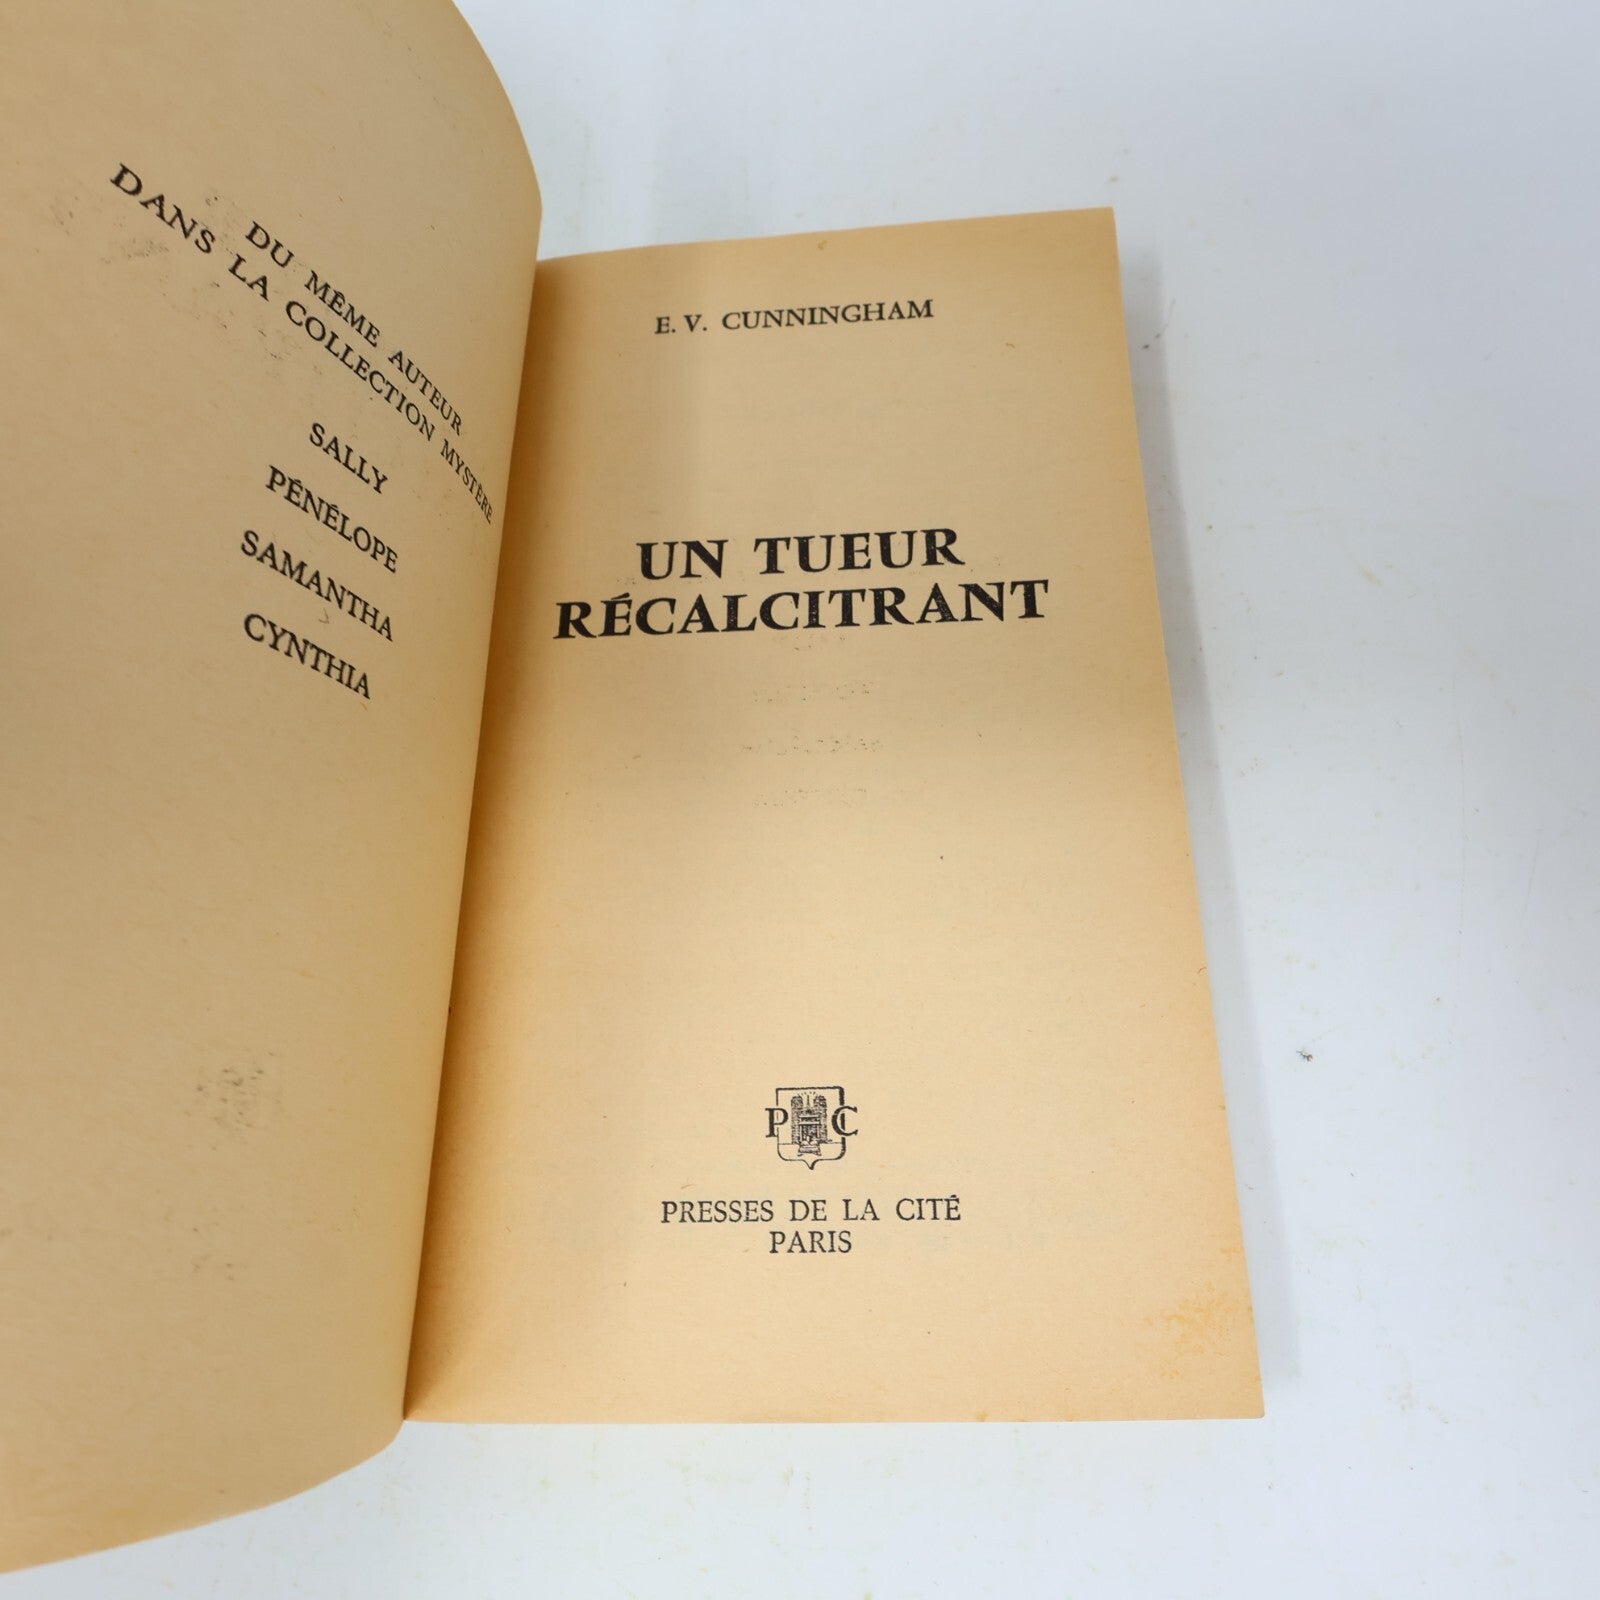 DU MÊME AUTEUR
DANS LA COLLECTION MYSTÈRE
SALLY
PÉNÉLOPE
SAMANTHA
CYNTHIA
E. V. CUNNINGHAM
UN TUEUR
RÉCALCITRANT
P C
PRESSES DE LA CITÉ
PARIS